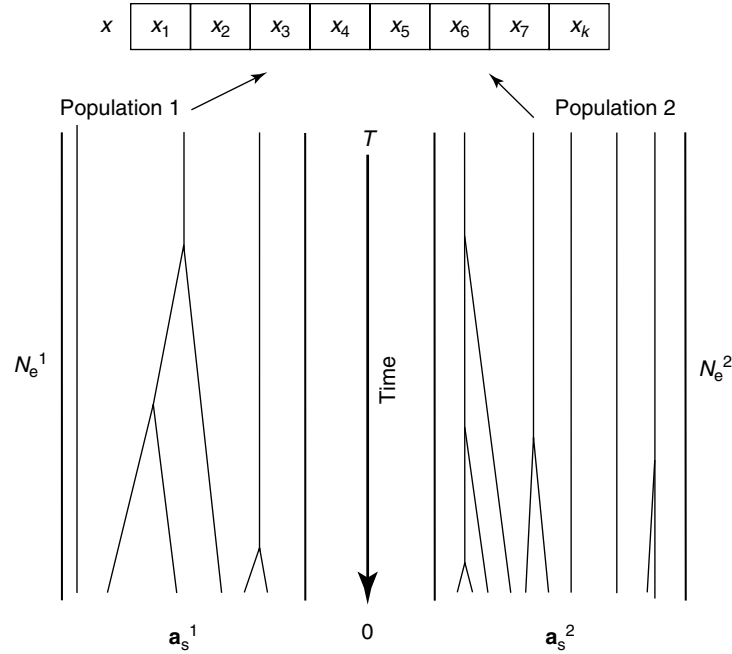 x x₁ x₂ x₃ x₄ x₅ x₆ x₇ xₖ
Population 1
Population 2
T
Nₑ¹
Time
Nₑ²
aₛ¹
0
aₛ²